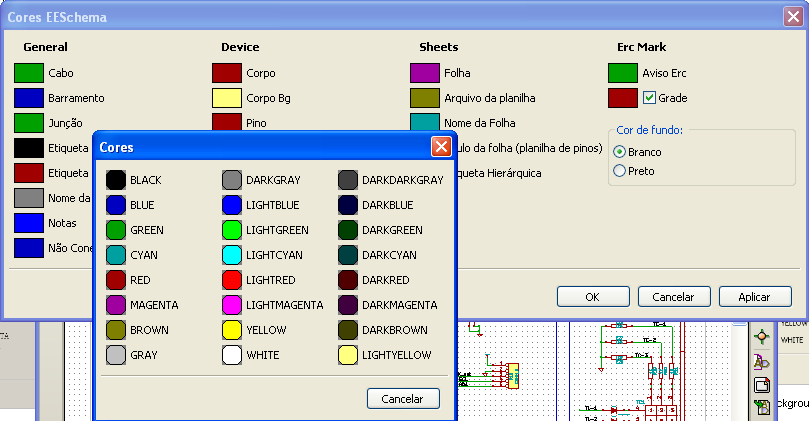 Cores EESchema
General Device Sheets Erc Mark
Cabo Corpo Folha Aviso Erc
Barramento Corpo Bg Arquivo da planilha Grade
Junção Pino Nome da Folha
Cor de fundo:
Etiqueta ulo da folha (planilha de pinos) Branco
Etiqueta queta Hierárquica Preto
Nome da
Notas
Não Cone
OK Cancelar Aplicar
Cores
BLACK DARKGRAY DARKDARKGRAY
BLUE LIGHTBLUE DARKBLUE
GREEN LIGHTGREEN DARKGREEN
CYAN LIGHTCYAN DARKCYAN
RED LIGHTRED DARKRED
MAGENTA LIGHTMAGENTA DARKMAGENTA
BROWN YELLOW DARKBROWN
GRAY WHITE LIGHTYELLOW
Cancelar
YELLOW
WHITE
ckgrou